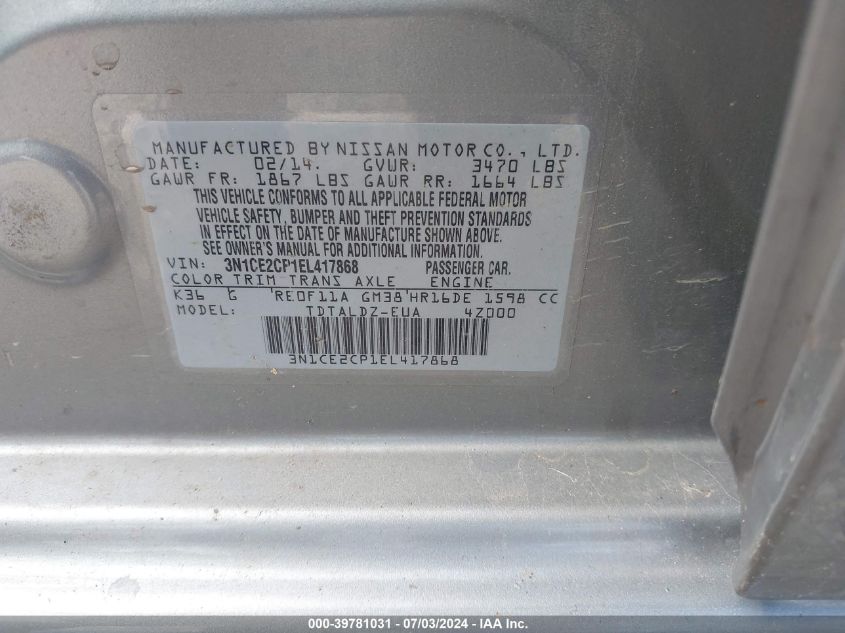 MANUFACTURED BY NISSAN MOTOR CO., LTD.
DATE: 02/14. GVWR: 3470 LBS
GAWR FR: 1867 LBS GAWR RR: 1664 LBS
THIS VEHICLE CONFORMS TO ALL APPLICABLE FEDERAL MOTOR
VEHICLE SAFETY, BUMPER AND THEFT PREVENTION STANDARDS
IN EFFECT ON THE DATE OF MANUFACTURE SHOWN ABOVE.
SEE OWNER'S MANUAL FOR ADDITIONAL INFORMATION.
VIN: 3N1CE2CP1EL417868 PASSENGER CAR.
COLOR TRIM TRANS AXLE ENGINE
K36 G 'RE0F11A GM38'HR16DE 1598 CC
MODEL: TDTALDZ-EUA 4Z000
3N1CE2CP1EL417868
000-39781031 - 07/03/2024 - IAA Inc.